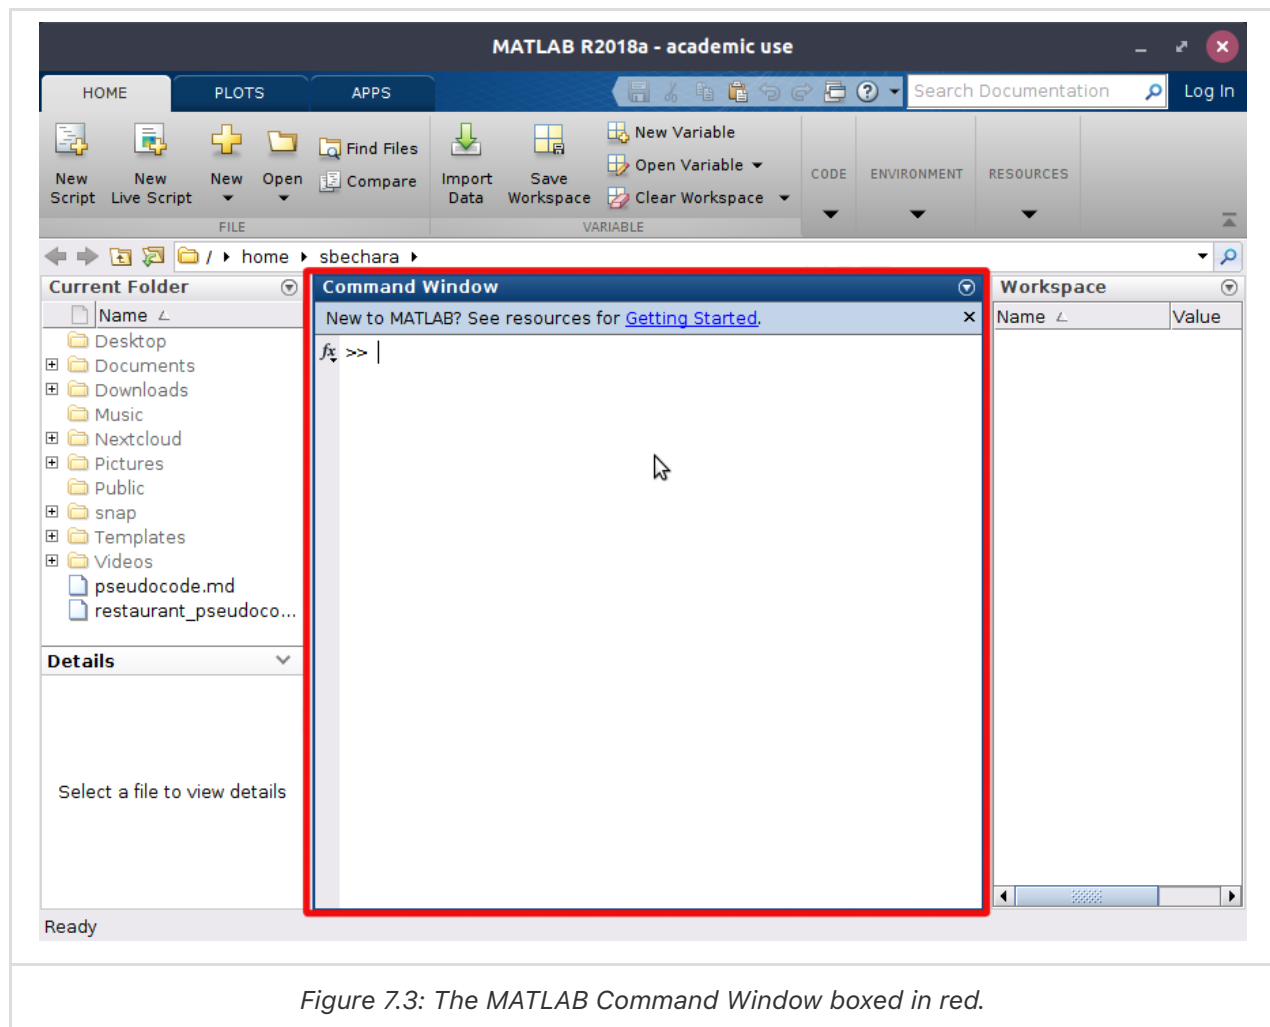 MATLAB R2018a - academic use
HOME PLOTS APPS Search Documentation Log In
New Script
New Live Script
New
Open
Find Files
Compare
Import Data
Save Workspace
New Variable
Open Variable
Clear Workspace
CODE
ENVIRONMENT
RESOURCES
FILE
VARIABLE
/ home sbechara
Current Folder
Name
Desktop
Documents
Downloads
Music
Nextcloud
Pictures
Public
snap
Templates
Videos
pseudocode.md
restaurant_pseudoco...
Details
Select a file to view details
Command Window
New to MATLAB? See resources for Getting Started.
fx >>
Workspace
Name Value
Ready
Figure 7.3: The MATLAB Command Window boxed in red.